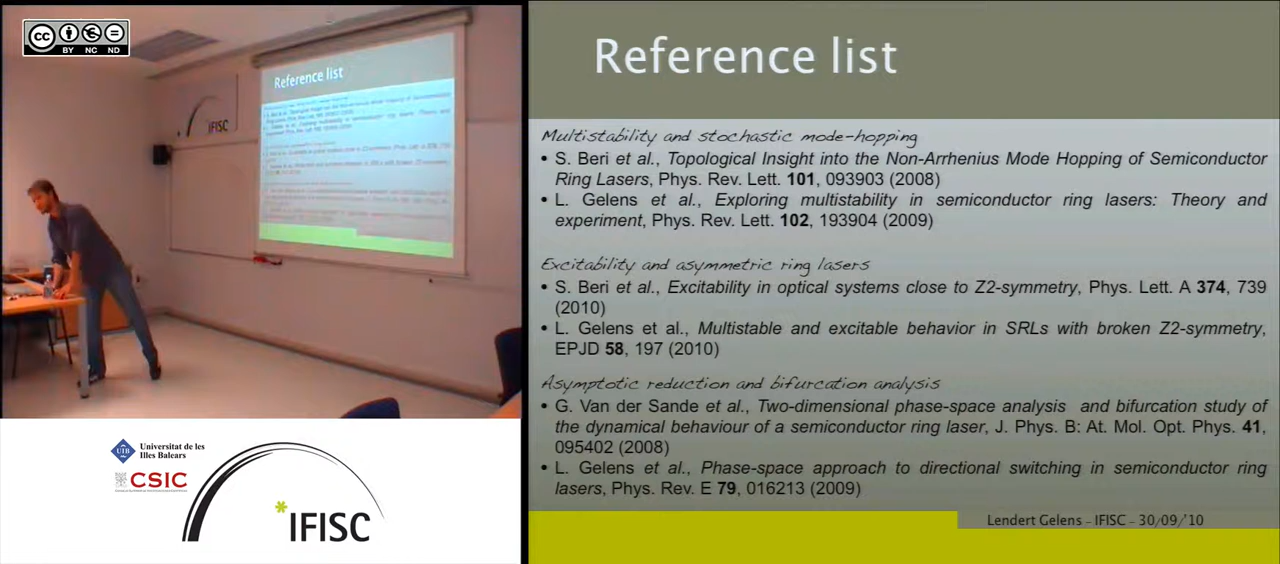 cc
BY NC ND
Reference list
IFISC
UIB
Universitat de les
Illes Balears
CSIC
*IFISC
Reference list
Multistability and stochastic mode-hopping
• S. Beri et al., Topological Insight into the Non-Arrhenius Mode Hopping of Semiconductor
Ring Lasers, Phys. Rev. Lett. 101, 093903 (2008)
• L. Gelens et al., Exploring multistability in semiconductor ring lasers: Theory and
experiment, Phys. Rev. Lett. 102, 193904 (2009)
Excitability and asymmetric ring lasers
• S. Beri et al., Excitability in optical systems close to Z2-symmetry, Phys. Lett. A 374, 739
(2010)
• L. Gelens et al., Multistable and excitable behavior in SRLs with broken Z2-symmetry,
EPJD 58, 197 (2010)
Asymptotic reduction and bifurcation analysis
• G. Van der Sande et al., Two-dimensional phase-space analysis and bifurcation study of
the dynamical behaviour of a semiconductor ring laser, J. Phys. B: At. Mol. Opt. Phys. 41,
095402 (2008)
• L. Gelens et al., Phase-space approach to directional switching in semiconductor ring
lasers, Phys. Rev. E 79, 016213 (2009)
Lendert Gelens - IFISC - 30/09/'10